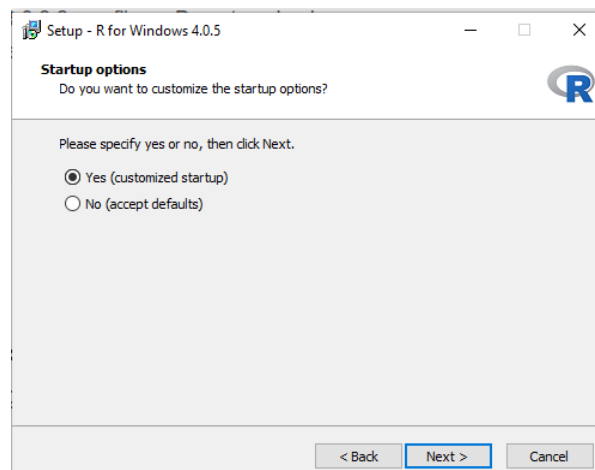 Setup - R for Windows 4.0.5
Startup options
Do you want to customize the startup options?
R
Please specify yes or no, then click Next.
Yes (customized startup)
No (accept defaults)
< Back
Next >
Cancel